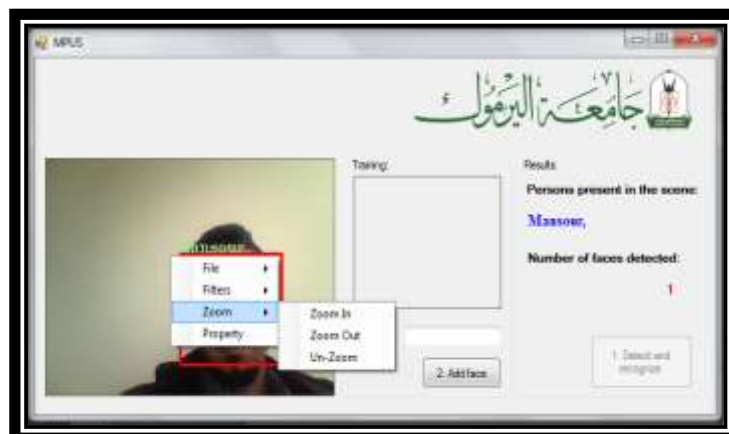 MPUS
جامعة اليرموك
Training:
Results:
Persons present in the scene:
Mansour,
Number of faces detected:
1
File
Filters
Zoom
Property
Zoom In
Zoom Out
Un-Zoom
2. Add face
1. Detect and
recognize